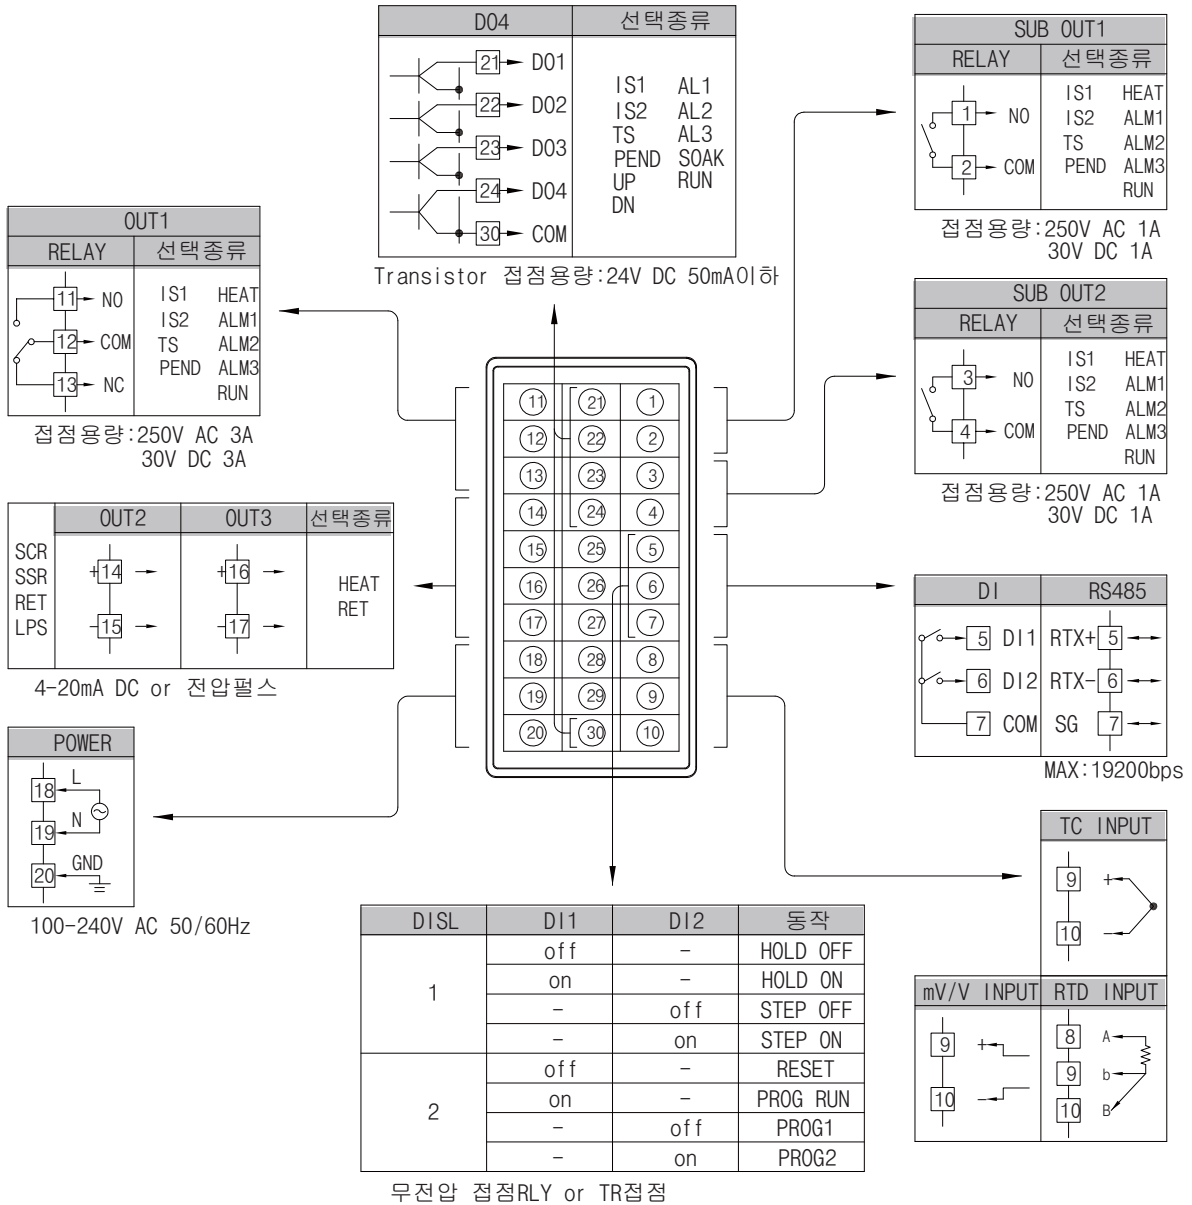 DO4 선택종류
21 DO1
22 DO2
23 DO3
24 DO4
30 COM
IS1 AL1
IS2 AL2
TS AL3
PEND SOAK
UP RUN
DN
Transistor 접점용량:24V DC 50mA이하
SUB OUT1
RELAY 선택종류
1 NO
2 COM
IS1 HEAT
IS2 ALM1
TS ALM2
PEND ALM3
RUN
접점용량:250V AC 1A
30V DC 1A
OUT1
RELAY 선택종류
11 NO
12 COM
13 NC
IS1 HEAT
IS2 ALM1
TS ALM2
PEND ALM3
RUN
접점용량:250V AC 3A
30V DC 3A
SUB OUT2
RELAY 선택종류
3 NO
4 COM
IS1 HEAT
IS2 ALM1
TS ALM2
PEND ALM3
RUN
접점용량:250V AC 1A
30V DC 1A
11 21 1
12 22 2
13 23 3
14 24 4
15 25 5
16 26 6
17 27 7
18 28 8
19 29 9
20 30 10
OUT2 OUT3 선택종류
SCR
SSR
RET
LPS
+14
-15
+16
-17
HEAT
RET
4-20mA DC or 전압펄스
DI RS485
5 DI1 RTX+ 5
6 DI2 RTX- 6
7 COM SG 7
MAX:19200bps
POWER
18 L
19 N
20 GND
100-240V AC 50/60Hz
TC INPUT
9 +
10 -
mV/V INPUT RTD INPUT
9 +
10 -
8 A
9 b
10 B
DISL DI1 DI2 동작
1
off - HOLD OFF
on - HOLD ON
- off STEP OFF
- on STEP ON
2
off - RESET
on - PROG RUN
- off PROG1
- on PROG2
무전압 접점RLY or TR접점